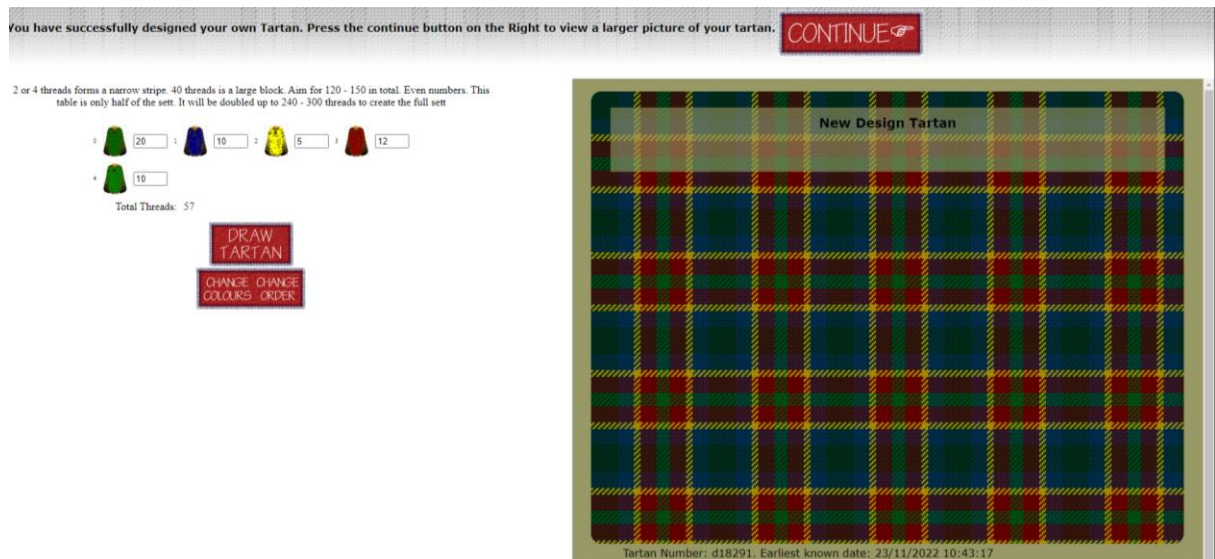 You have successfully designed your own Tartan. Press the continue button on the Right to view a larger picture of your tartan.
CONTINUE
2 or 4 threads forms a narrow stripe. 40 threads is a large block. Aim for 120 - 150 in total. Even numbers. This
table is only half of the sett. It will be doubled up to 240 - 300 threads to create the full sett
0 20 1 10 2 5 3 12
4 10
Total Threads: 57
DRAW
TARTAN
CHANGE COLOURS
CHANGE ORDER
New Design Tartan
Tartan Number: d18291. Earliest known date: 23/11/2022 10:43:17